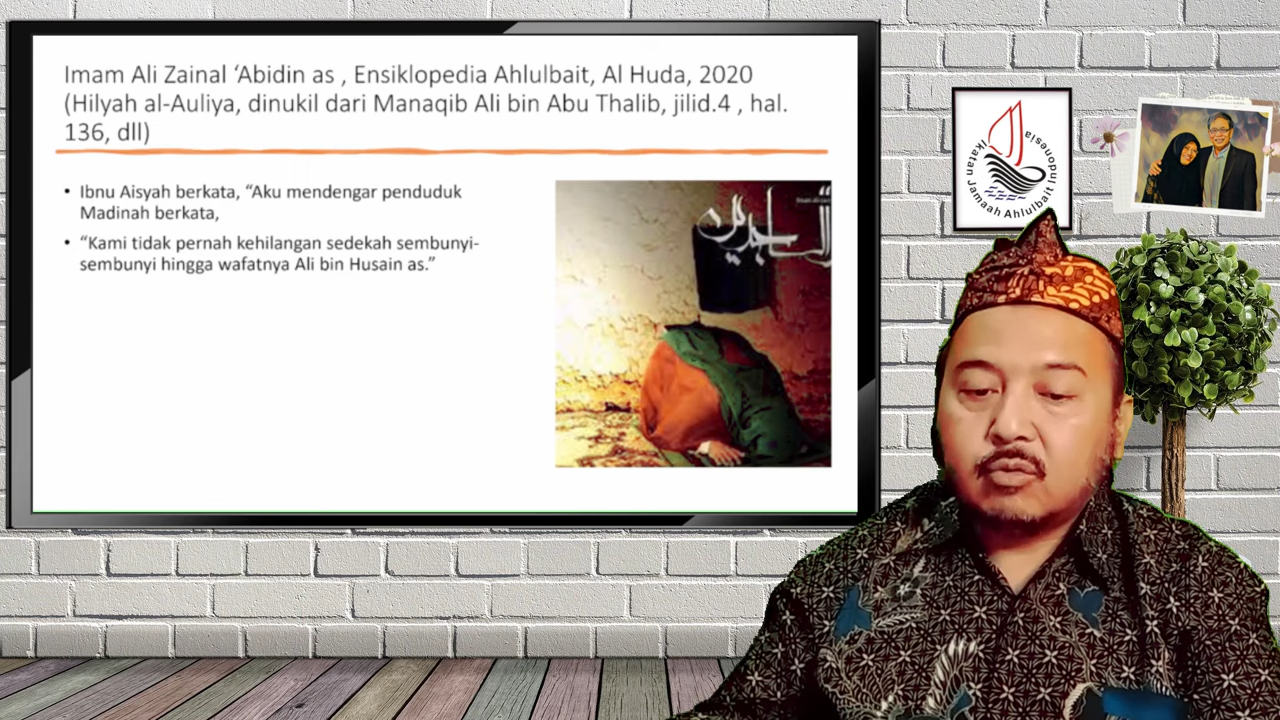 Imam Ali Zainal ‘Abidin as , Ensiklopedia Ahlulbait, Al Huda, 2020
(Hilyah al-Auliya, dinukil dari Manaqib Ali bin Abu Thalib, jilid.4 , hal.
136, dll)
• Ibnu Aisyah berkata, “Aku mendengar penduduk
Madinah berkata,
• “Kami tidak pernah kehilangan sedekah sembunyi-
sembunyi hingga wafatnya Ali bin Husain as.”
Ikatan Jamaah Ahlulbait Indonesia